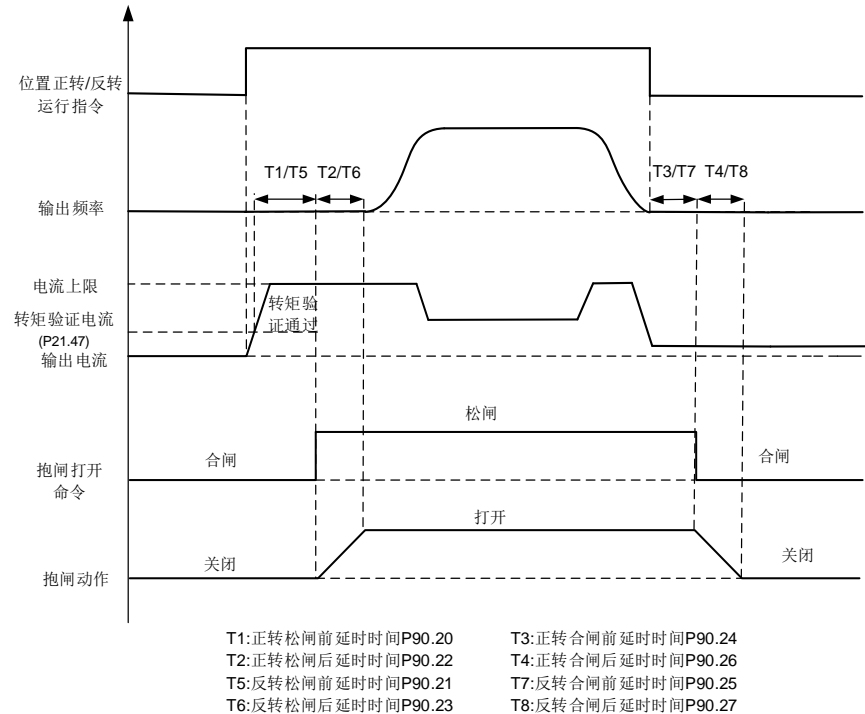 位置正转/反转
运行指令
T1/T5
T2/T6
T3/T7
T4/T8
输出频率
电流上限
转矩验证电流
(P21.47)
输出电流
转矩验
证通过
松闸
合闸
合闸
抱闸打开
命令
打开
关闭
关闭
抱闸动作
T1:正转松闸前延时时间P90.20
T2:正转松闸后延时时间P90.22
T5:反转松闸前延时时间P90.21
T6:反转松闸后延时时间P90.23
T3:正转合闸前延时时间P90.24
T4:正转合闸后延时时间P90.26
T7:反转合闸前延时时间P90.25
T8:反转合闸后延时时间P90.27